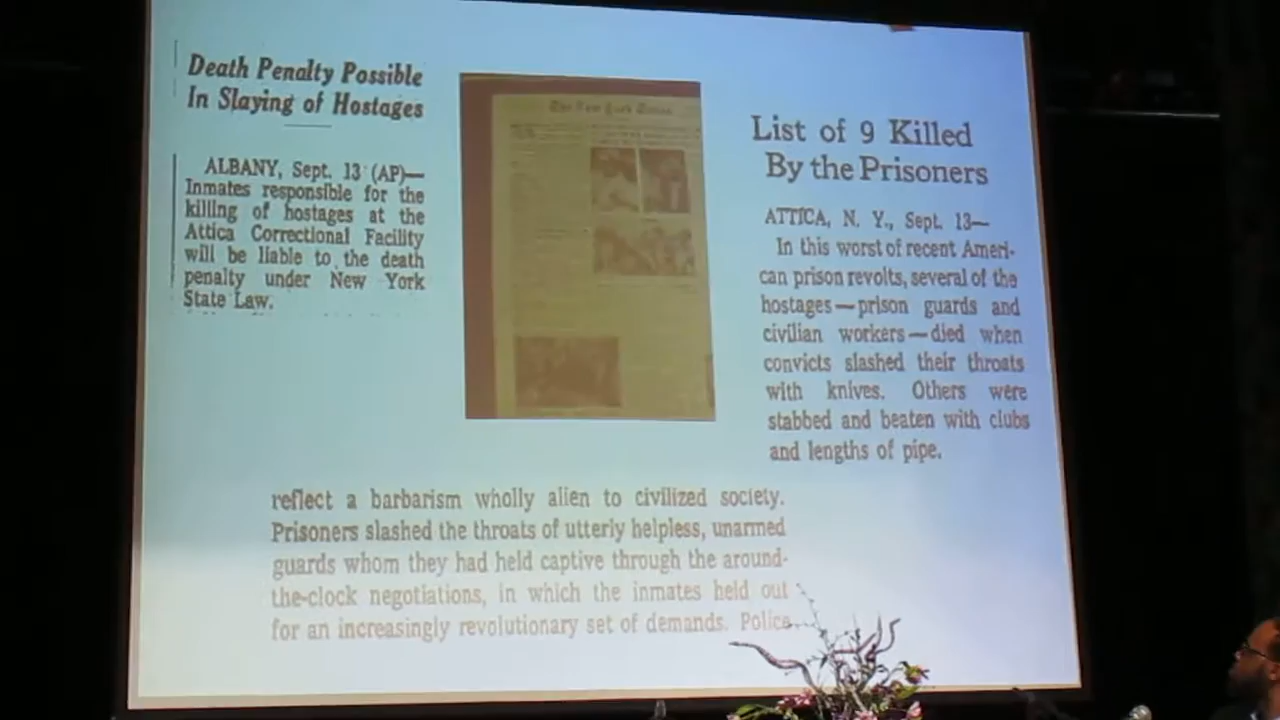 Death Penalty Possible
In Slaying of Hostages
ALBANY, Sept. 13 (AP)—
Inmates responsible for the
killing of hostages at the
Attica Correctional Facility
will be liable to the death
penalty under New York
State Law.
The New York Times
List of 9 Killed
By the Prisoners
ATTICA, N. Y., Sept. 13—
In this worst of recent Ameri-
can prison revolts, several of the
hostages—prison guards and
civilian workers—died when
convicts slashed their throats
with knives. Others were
stabbed and beaten with clubs
and lengths of pipe.
reflect a barbarism wholly alien to civilized society.
Prisoners slashed the throats of utterly helpless, unarmed
guards whom they had held captive through the around-
the-clock negotiations, in which the inmates held out
for an increasingly revolutionary set of demands. Police